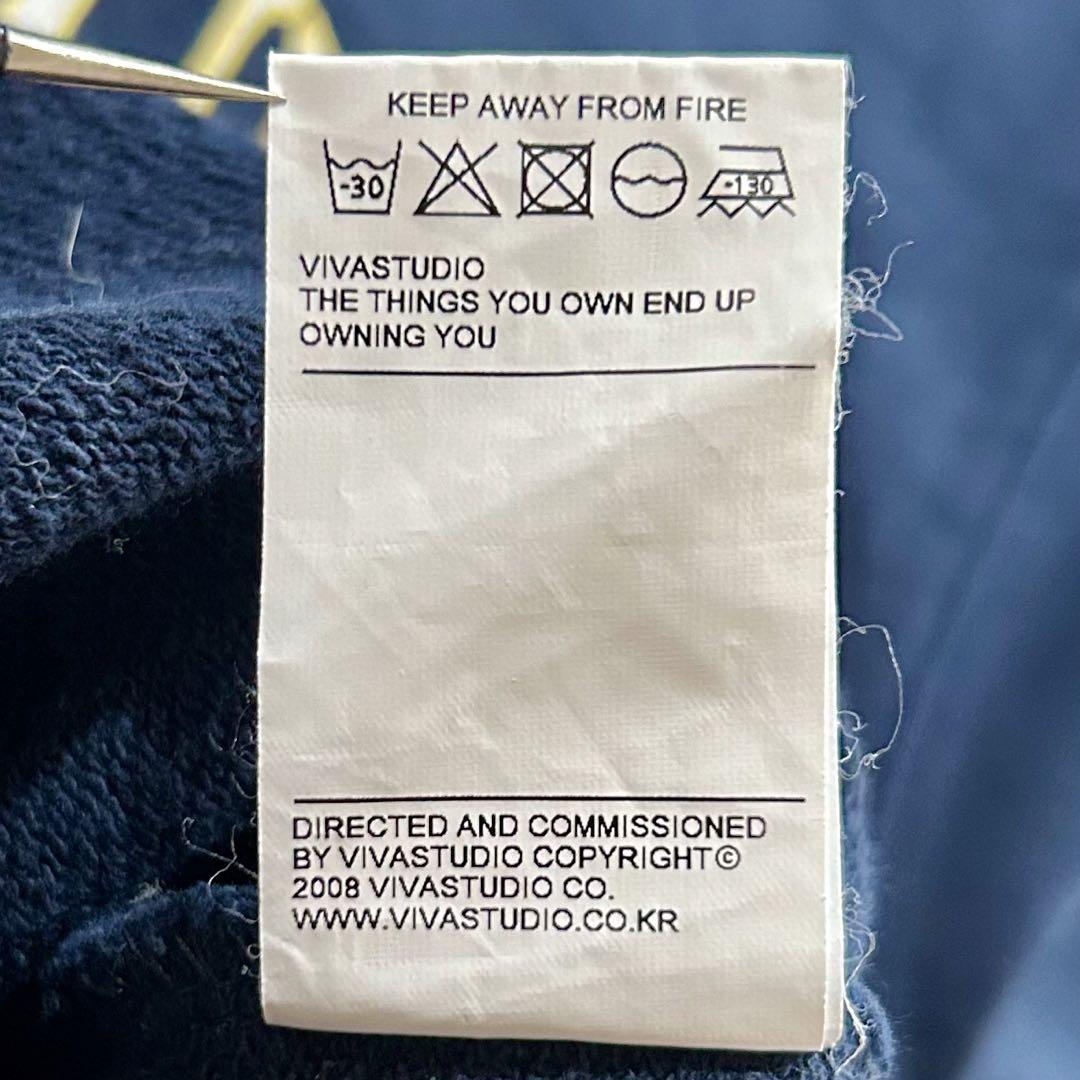 KEEP AWAY FROM FIRE
-30 -130
VIVASTUDIO
THE THINGS YOU OWN END UP
OWNING YOU
DIRECTED AND COMMISSIONED
BY VIVASTUDIO COPYRIGHT©
2008 VIVASTUDIO CO.
WWW.VIVASTUDIO.CO.KR